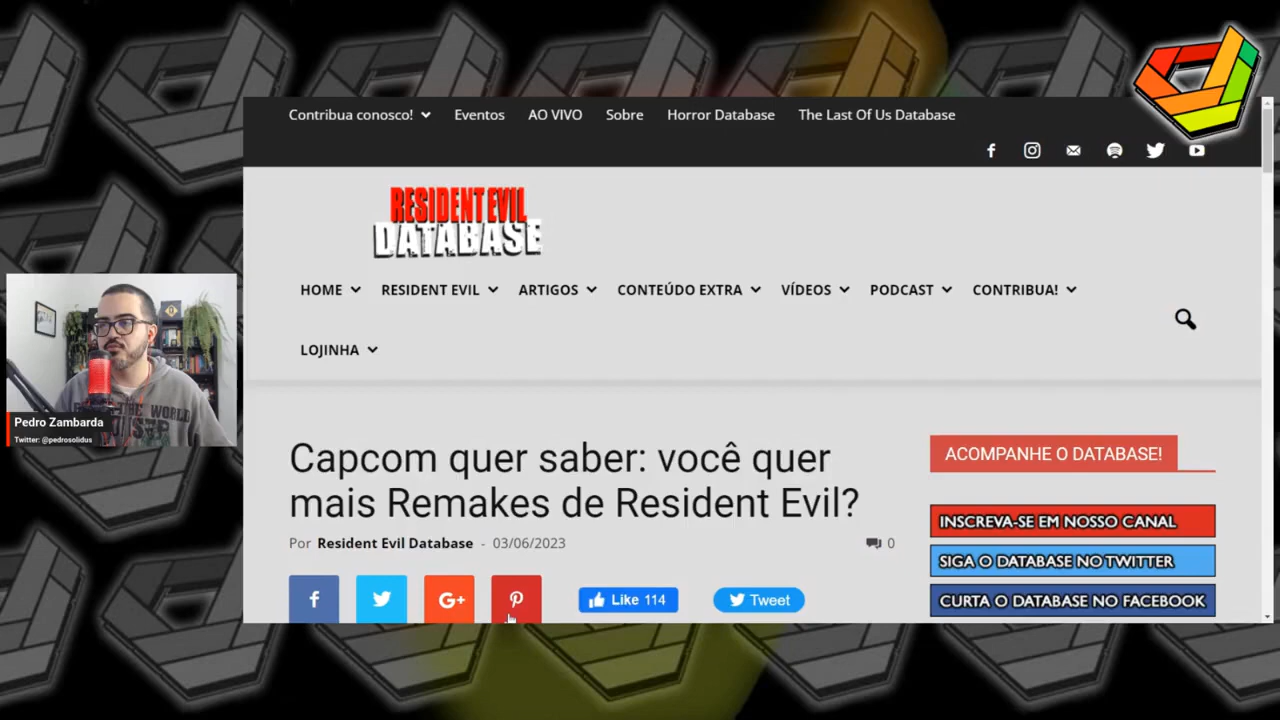 Contribua conosco! Eventos AO VIVO Sobre Horror Database The Last Of Us Database
RESIDENT EVIL
DATABASE
HOME RESIDENT EVIL ARTIGOS CONTEÚDO EXTRA VÍDEOS PODCAST CONTRIBUA!
LOJINHA
Pedro Zambarda
Twitter: @pedrosolidus
Capcom quer saber: você quer
mais Remakes de Resident Evil?
Por Resident Evil Database - 03/06/2023 0
G+ Like 114 Tweet
ACOMPANHE O DATABASE!
INSCREVA-SE EM NOSSO CANAL
SIGA O DATABASE NO TWITTER
CURTA O DATABASE NO FACEBOOK